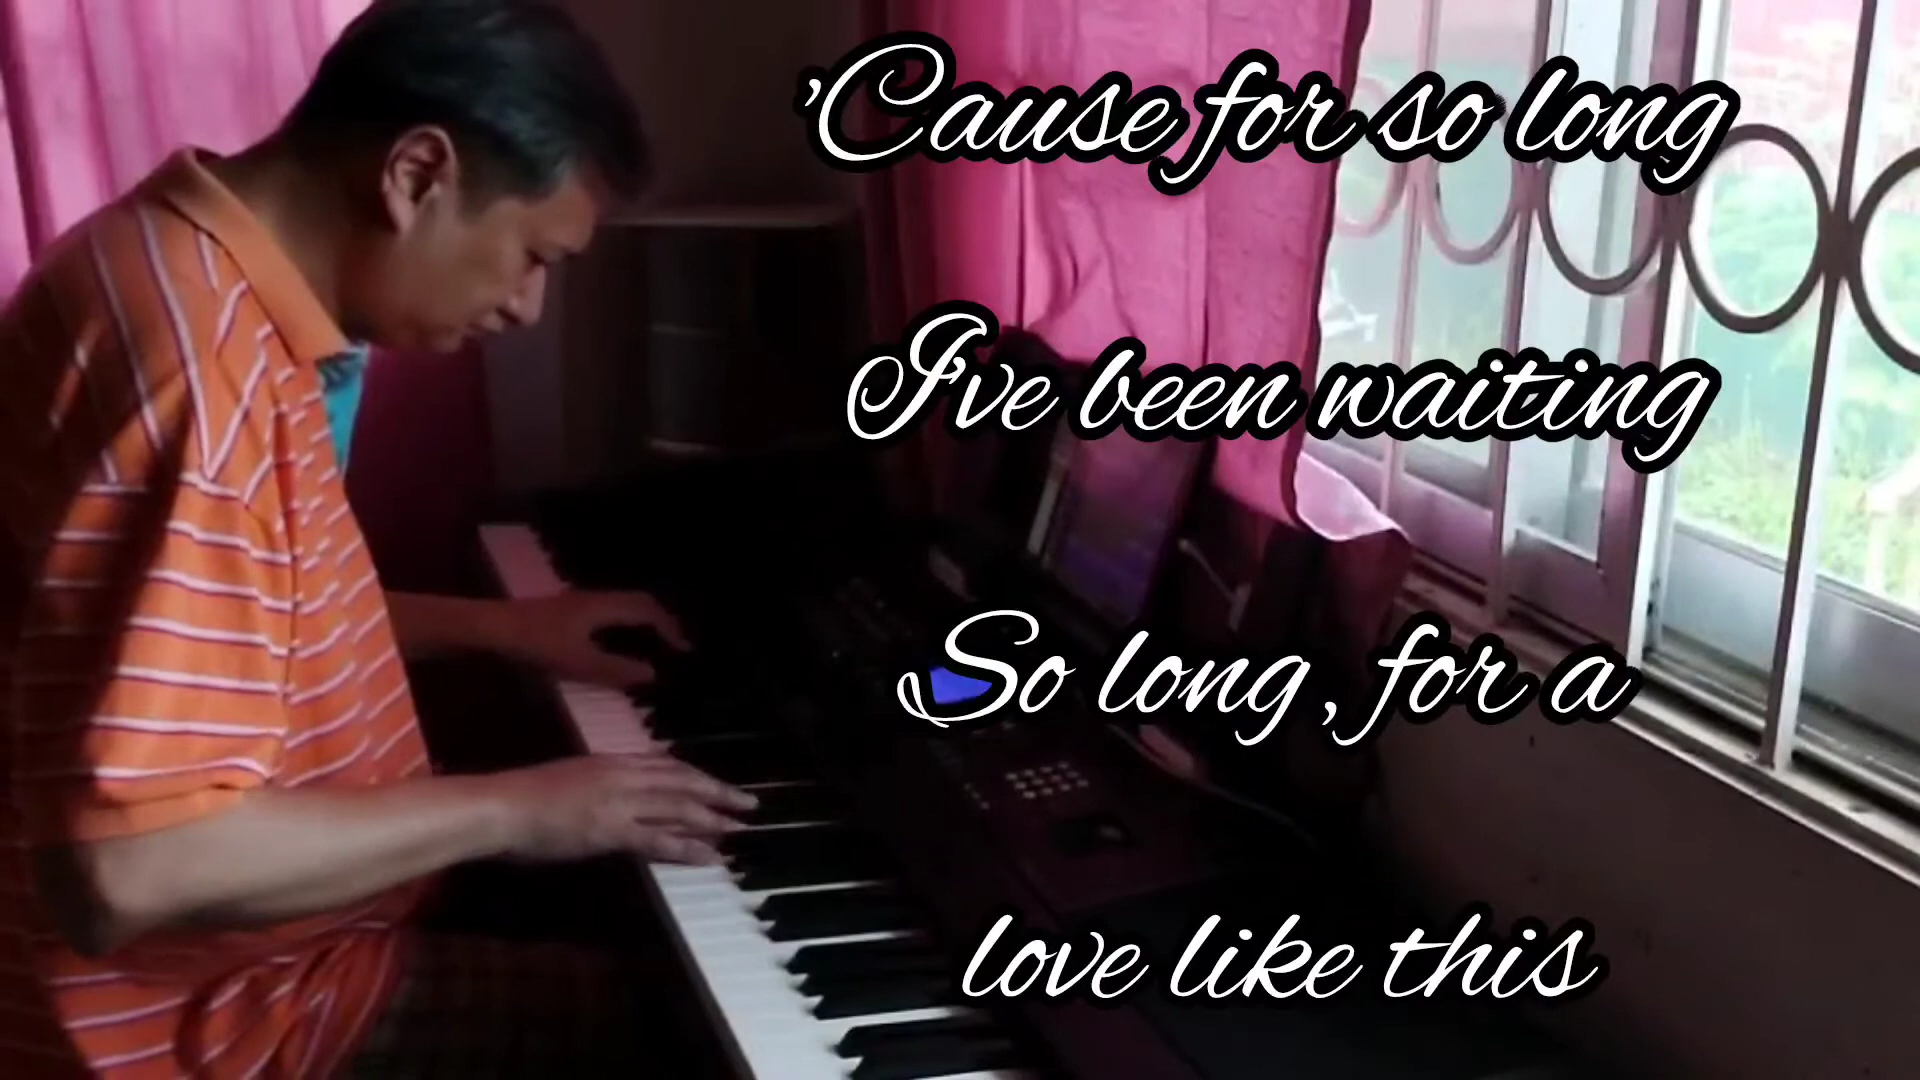 'Cause for so long
I've been waiting
So long, for a
love like this